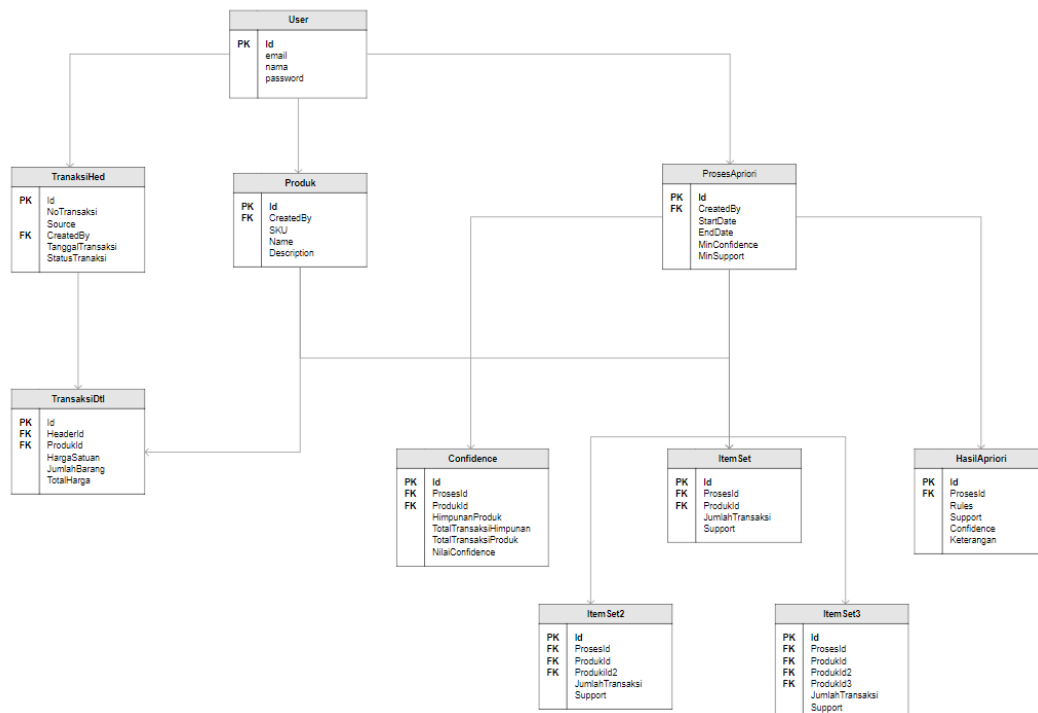 User
PK Id
email
nama
password
TranaksiHed
PK Id
NoTransaksi
Source
FK CreatedBy
TanggalTransaksi
StatusTranaksi
Produk
PK Id
FK CreatedBy
SKU
Name
Description
ProsesApriori
PK Id
FK CreatedBy
StartDate
EndDate
MinConfidence
MinSupport
TransaksiDtl
PK Id
FK HeaderId
FK ProdukId
HargaSatuan
JumlahBarang
TotalHarga
Confidence
PK Id
FK ProsesId
FK ProdukId
HimpunanProduk
TotalTransaksiHimpunan
TotalTransaksiProduk
NilaiConfidence
ItemSet
PK Id
FK ProsesId
FK ProdukId
JumlahTransaksi
Support
HasilApriori
PK Id
FK ProsesId
Rules
Support
Confidence
Keterangan
ItemSet2
PK Id
FK ProsesId
FK ProdukId
FK ProdukiId2
JumlahTransaksi
Support
ItemSet3
PK Id
FK ProsesId
FK ProdukId
FK ProdukId2
FK ProdukId3
JumlahTransaksi
Support